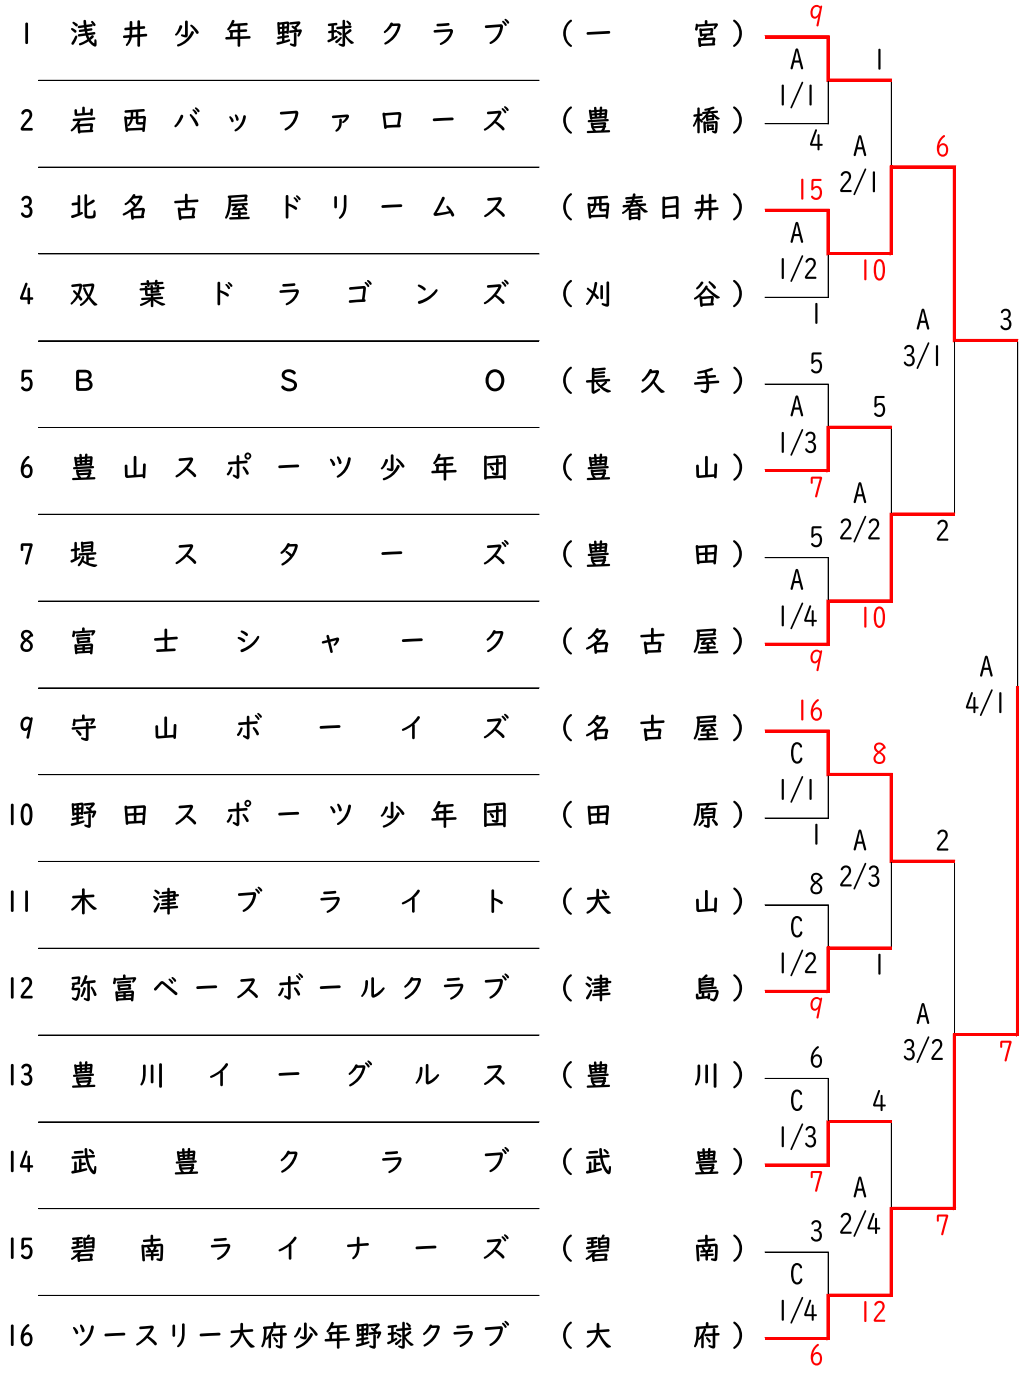 1 浅井少年野球クラブ (一宮) 9
A 1
1/1
2 岩西バッファローズ (豊橋)
4 A 6
2/1
3 北名古屋ドリームス (西春日井) 15
A
1/2 10
4 双葉ドラゴンズ (刈谷)
1 A 3
3/1
5 BSO (長久手) 5
A 5
1/3
6 豊山スポーツ少年団 (豊山)
7 A
2/2 2
7 堤スターズ (豊田) 5
A
1/4 10
8 富士シャーク (名古屋)
9 A
4/1
9 守山ボーイズ (名古屋) 16
C 8
1/1
10 野田スポーツ少年団 (田原)
1 A 2
2/3
11 木津ブライト (犬山) 8
C
1/2 1
12 弥富ベースボールクラブ (津島)
9 A
3/2 7
13 豊川イーグルス (豊川) 6
C 4
1/3
14 武豊クラブ (武豊)
7 A
2/4 7
15 碧南ライナーズ (碧南) 3
C
1/4 12
16 ツースリー大府少年野球クラブ (大府)
6